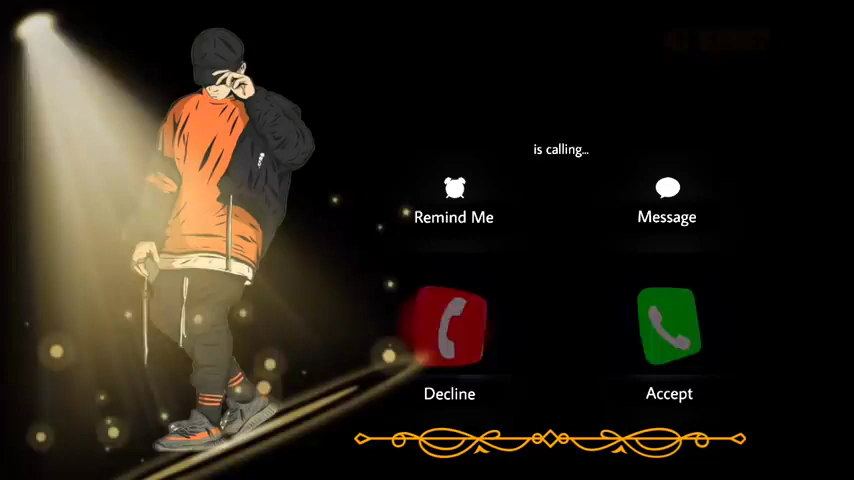 is calling...
Remind Me
Message
Decline
Accept